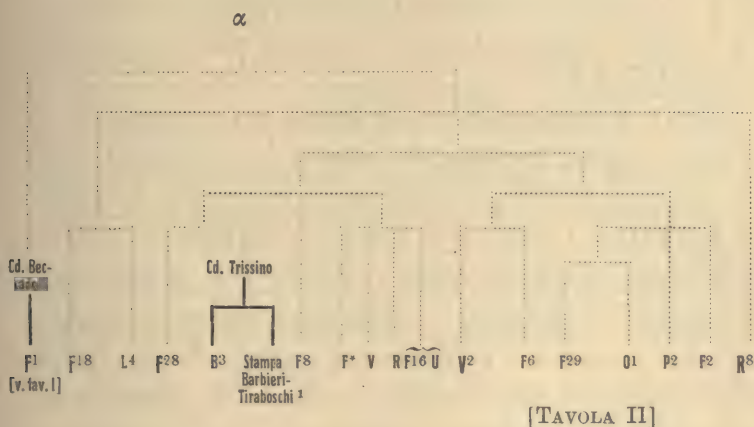 α
Cd. Bec-
Cd. Trissino
F1 F18 L4 F28 B3 Stampa F8 F* V R F16 U V2 F6 F29 O1 P2 F2 R8
[v. tav. I] Barbieri-
Tiraboschi 1
[TAVOLA II]